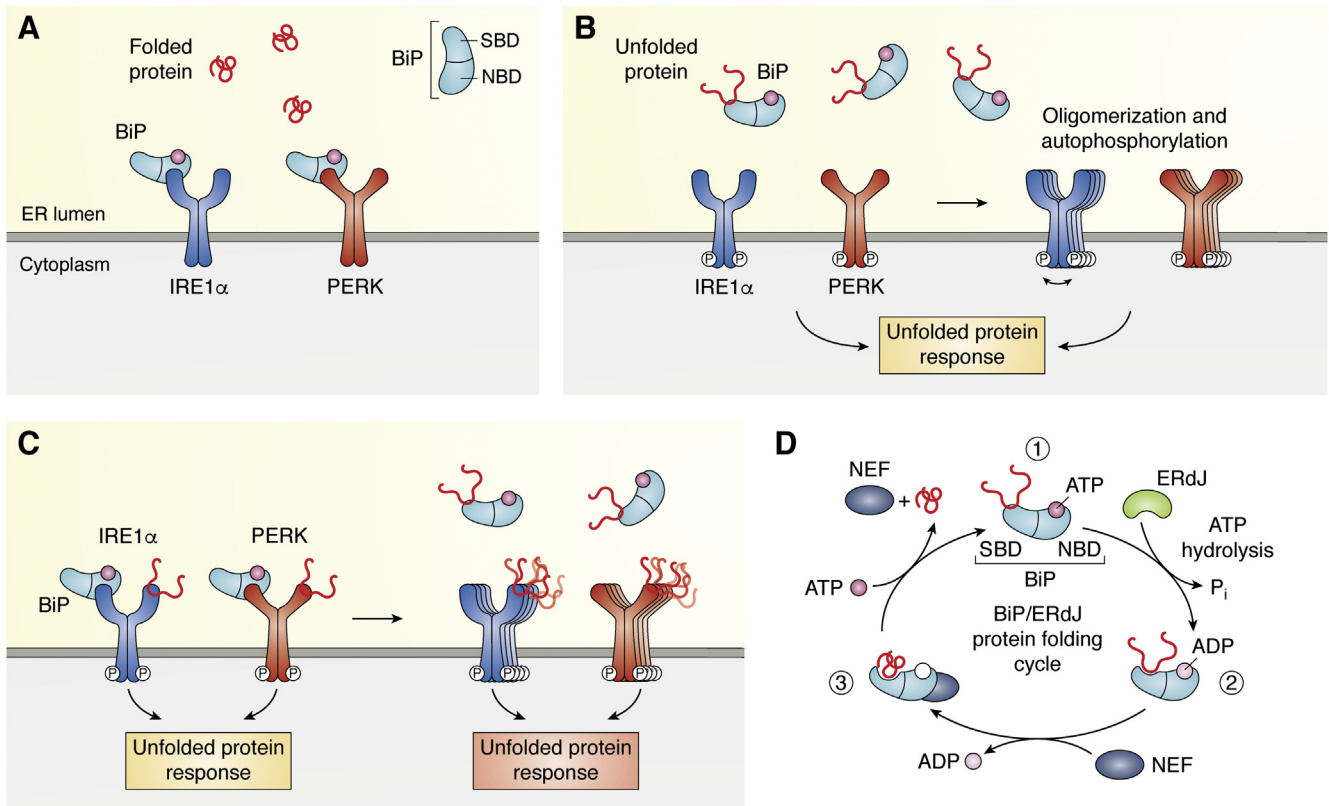 A
Folded
protein
BiP
SBD
NBD
BiP
ER lumen
Cytoplasm
IRE1α
PERK
B
Unfolded
protein
BiP
Oligomerization and
autophosphorylation
P
P
P
P
P
P
P
P
IRE1α
PERK
Unfolded protein
response
C
IRE1α
PERK
BiP
P
P
P
P
P
P
P
P
Unfolded protein
response
Unfolded protein
response
D
1
NEF
+
ATP
ERdJ
ATP
hydrolysis
SBD
NBD
BiP
ATP
Pi
BiP/ERdJ
protein folding
cycle
ADP
3
2
ADP
NEF